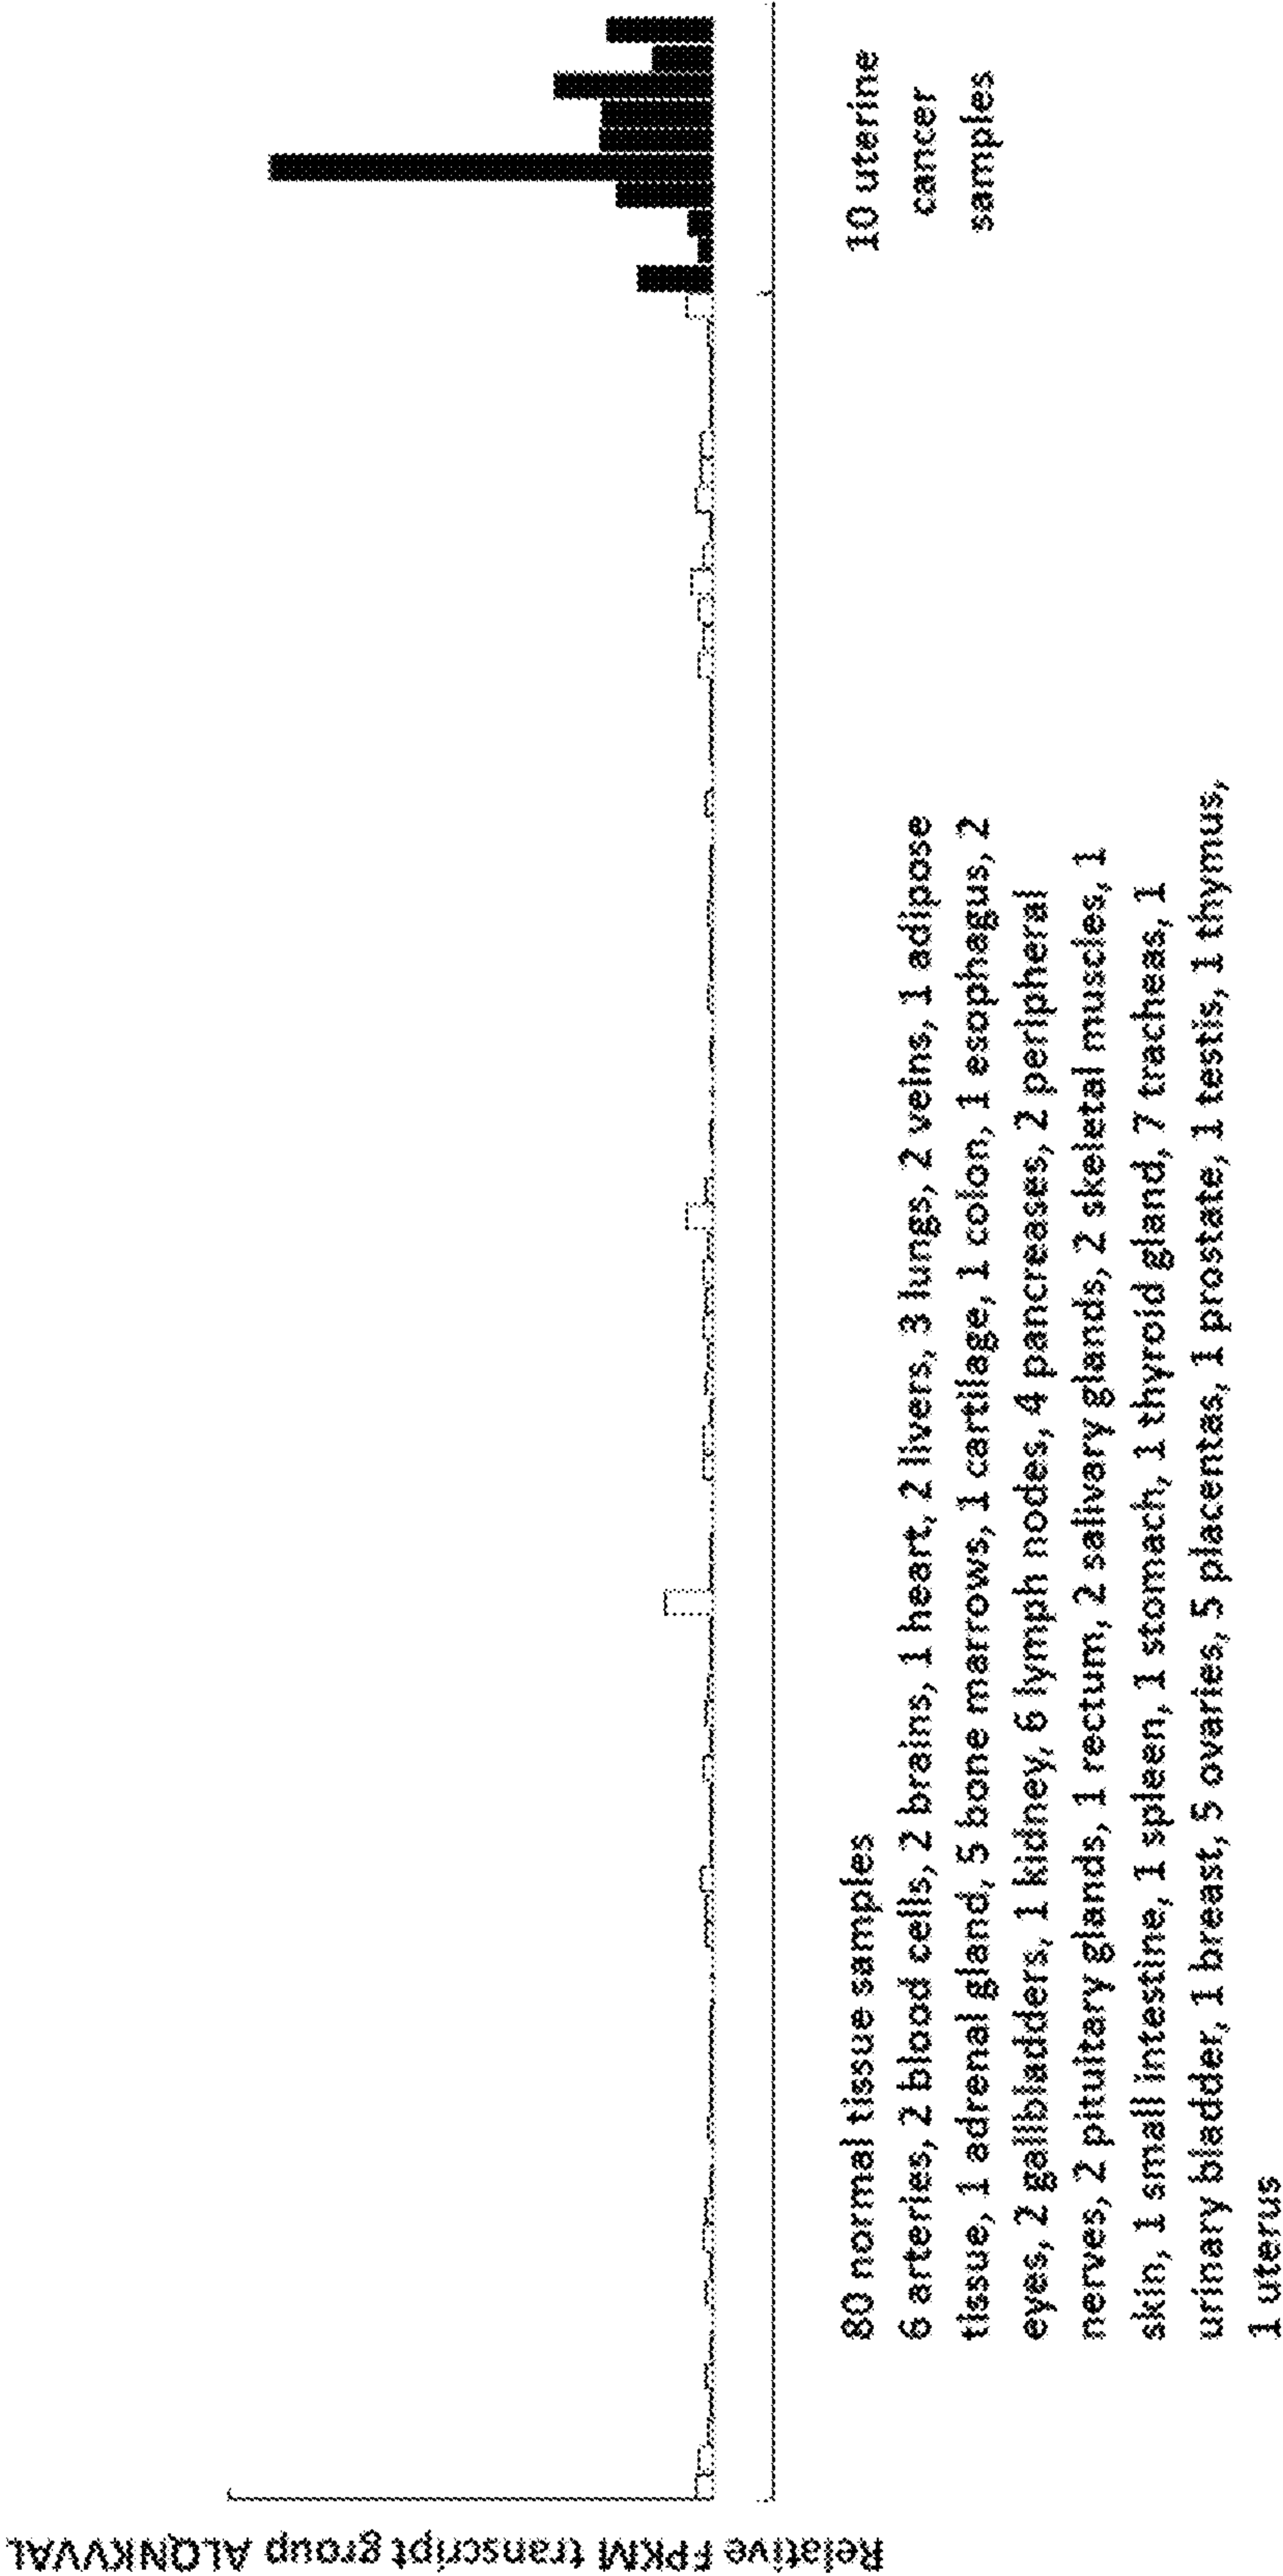 Relative FPKM transcript group ALQNKVVAL
80 normal tissue samples
6 arteries, 2 blood cells, 2 brains, 1 heart, 2 livers, 3 lungs, 2 veins, 1 adipose
tissue, 1 adrenal gland, 5 bone marrows, 1 cartilage, 1 colon, 1 esophagus, 2
eyes, 2 gallbladders, 1 kidney, 6 lymph nodes, 4 pancreases, 2 peripheral
nerves, 2 pituitary glands, 1 rectum, 2 salivary glands, 2 skeletal muscles, 1
skin, 1 small intestine, 1 spleen, 1 stomach, 1 thyroid gland, 7 tracheas, 1
urinary bladder, 1 breast, 5 ovaries, 5 placentas, 1 prostate, 1 testis, 1 thymus,
1 uterus
10 uterine
cancer
samples